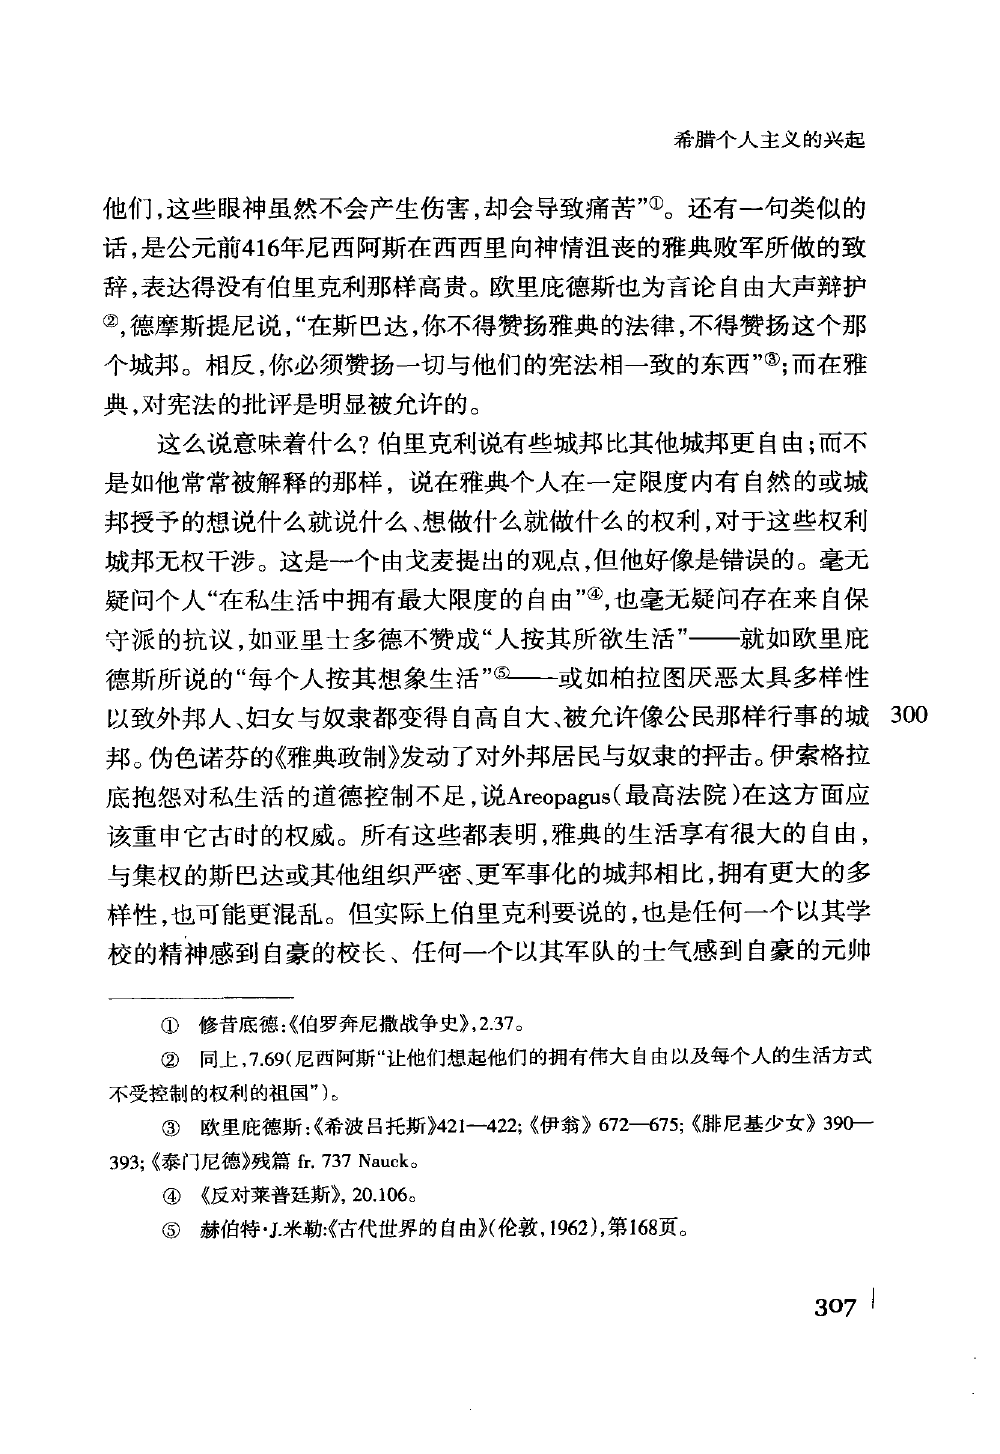 希腊个人主义的兴起
他们,这些眼神虽然不会产生伤害,却会导致痛苦”①。还有一句类似的
话,是公元前416年尼西阿斯在西西里向神情沮丧的雅典败军所做的致
辞,表达得没有伯里克利那样高贵。欧里庇德斯也为言论自由大声辩护
②,德摩斯提尼说,“在斯巴达,你不得赞扬雅典的法律,不得赞扬这个那
个城邦。相反,你必须赞扬一切与他们的宪法相一致的东西”③;而在雅
典,对宪法的批评是明显被允许的。
这么说意味着什么?伯里克利说有些城邦比其他城邦更自由;而不
是如他常常被解释的那样,说在雅典个人在一定限度内有自然的或城
邦授予的想说什么就说什么、想做什么就做什么的权利,对于这些权利
城邦无权干涉。这是一个由戈麦提出的观点,但他好像是错误的。毫无
疑问个人“在私生活中拥有最大限度的自由”④,也毫无疑问存在来自保
守派的抗议,如亚里士多德不赞成“人按其所欲生活”——就如欧里庇
德斯所说的“每个人按其想象生活”⑤——或如柏拉图厌恶太具多样性
以致外邦人、妇女与奴隶都变得自高自大、被允许像公民那样行事的城 300
邦。伪色诺芬的《雅典政制》发动了对外邦居民与奴隶的抨击。伊索格拉
底抱怨对私生活的道德控制不足,说Areopagus(最高法院)在这方面应
该重申它古时的权威。所有这些都表明,雅典的生活享有很大的自由,
与集权的斯巴达或其他组织严密、更军事化的城邦相比,拥有更大的多
样性,也可能更混乱。但实际上伯里克利要说的,也是任何一个以其学
校的精神感到自豪的校长、任何一个以其军队的士气感到自豪的元帅
① 修昔底德:《伯罗奔尼撒战争史》,2.37。
② 同上,7.69(尼西阿斯“让他们想起他们的拥有伟大自由以及每个人的生活方式
不受控制的权利的祖国”)。
③ 欧里庇德斯:《希波吕托斯》421—422;《伊翁》672—675;《腓尼基少女》390—
393;《泰门尼德》残篇 fr. 737 Nauck。
④ 《反对莱普廷斯》, 20.106。
⑤ 赫伯特·J.米勒:《古代世界的自由》(伦敦,1962),第168页。
307